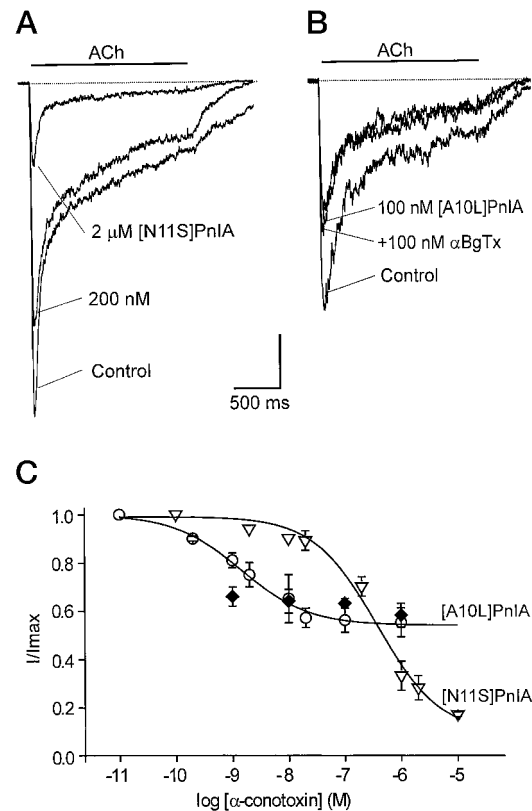 A
ACh
2 μM [N11S]PnIA
200 nM
Control
500 ms
B
ACh
100 nM [A10L]PnIA
+100 nM αBgTx
Control
C
I/Imax
1.0
0.8
0.6
0.4
0.2
0.0
[A10L]PnIA
[N11S]PnIA
-11 -10 -9 -8 -7 -6 -5
log [α-conotoxin] (M)